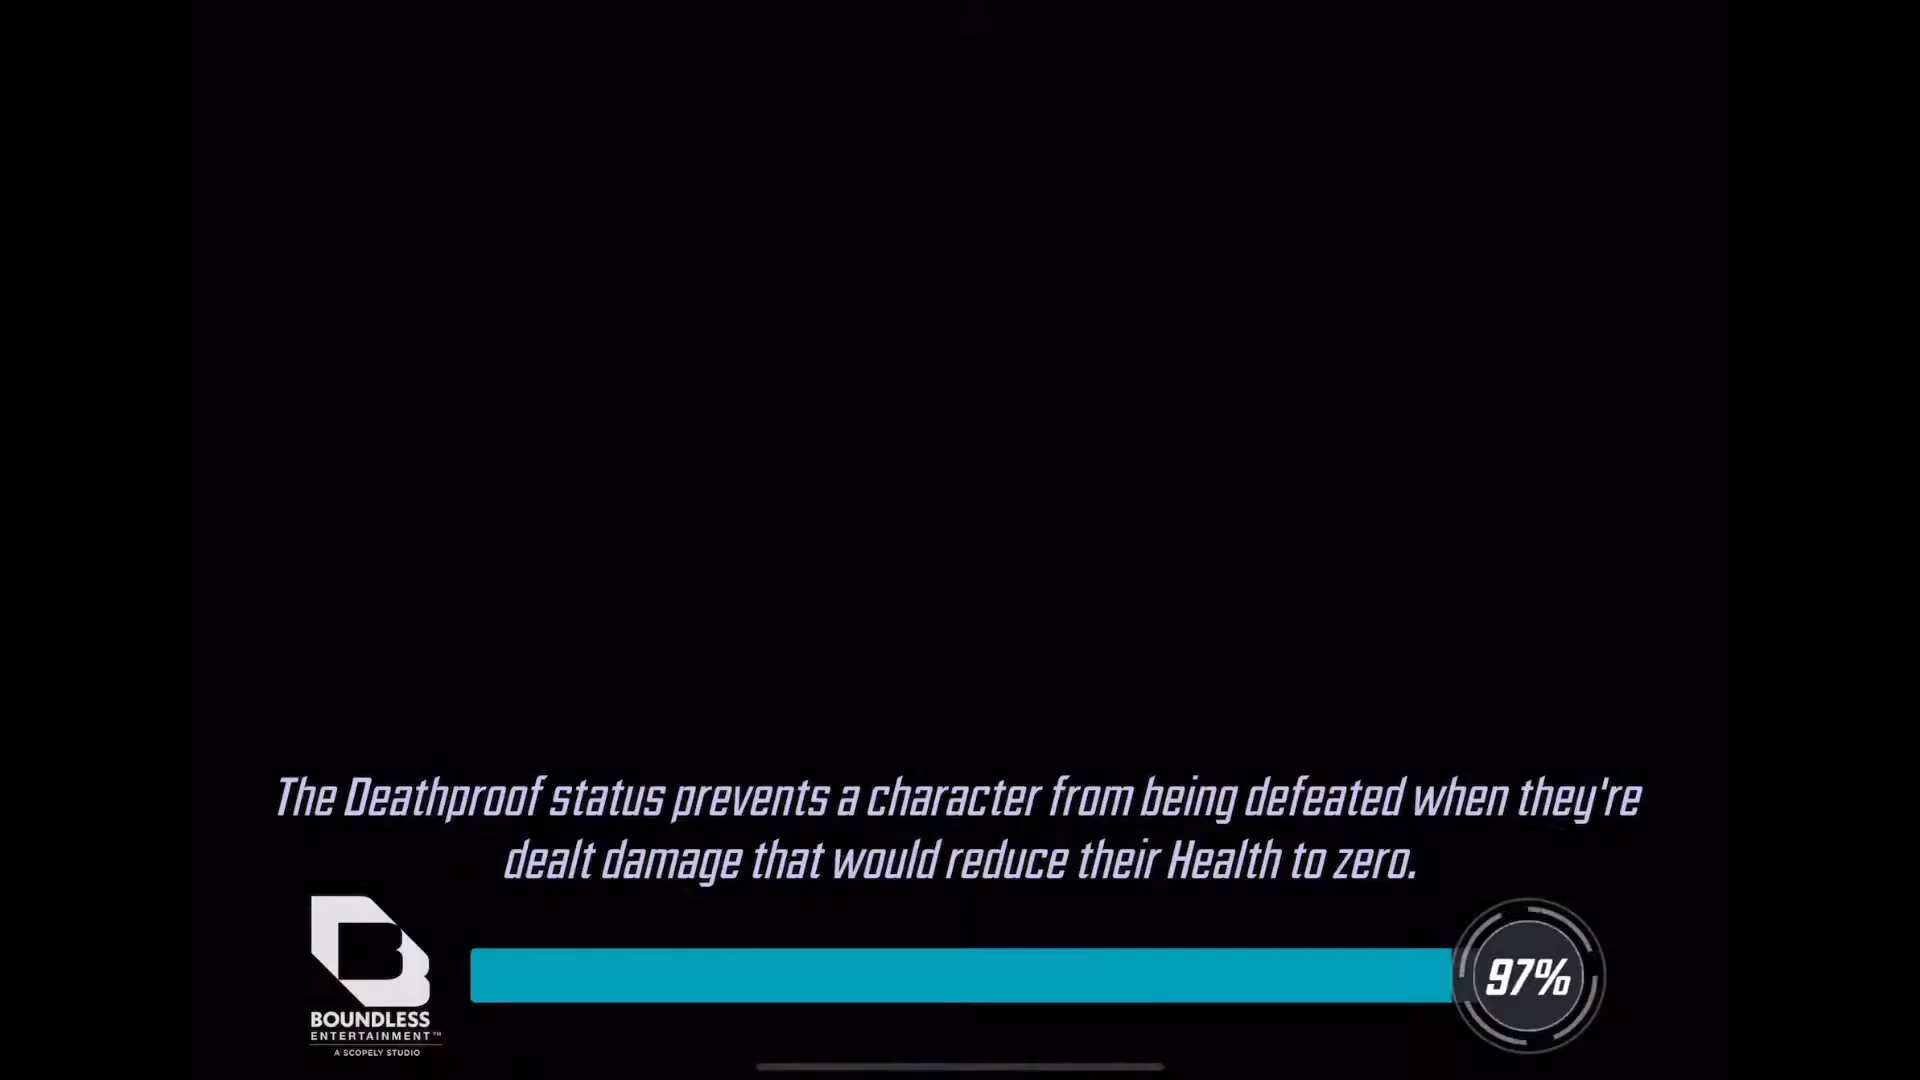 The Deathproof status prevents a character from being defeated when they're
dealt damage that would reduce their Health to zero.
97%
BOUNDLESS
ENTERTAINMENT™
A SCOPELY STUDIO